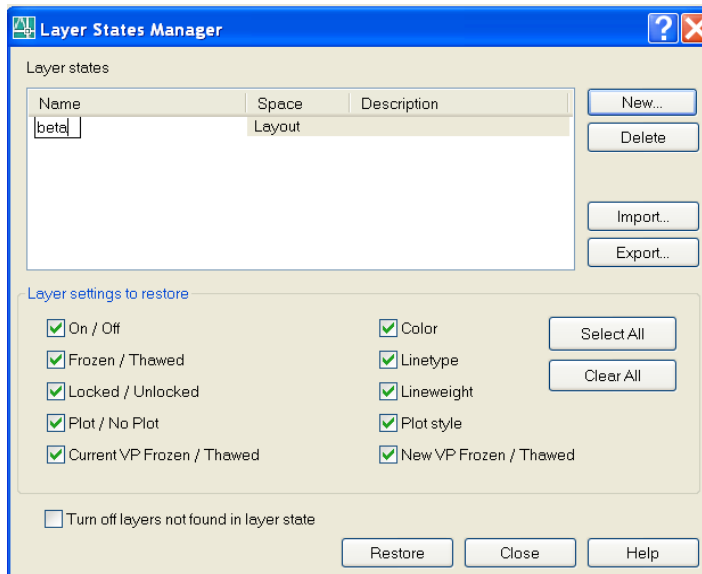 Layer States Manager
Layer states
Name Space Description New...
beta Layout
Delete
Import...
Export...
Layer settings to restore
On / Off Color Select All
Frozen / Thawed Linetype
Clear All
Locked / Unlocked Lineweight
Plot / No Plot Plot style
Current VP Frozen / Thawed New VP Frozen / Thawed
Turn off layers not found in layer state
Restore Close Help